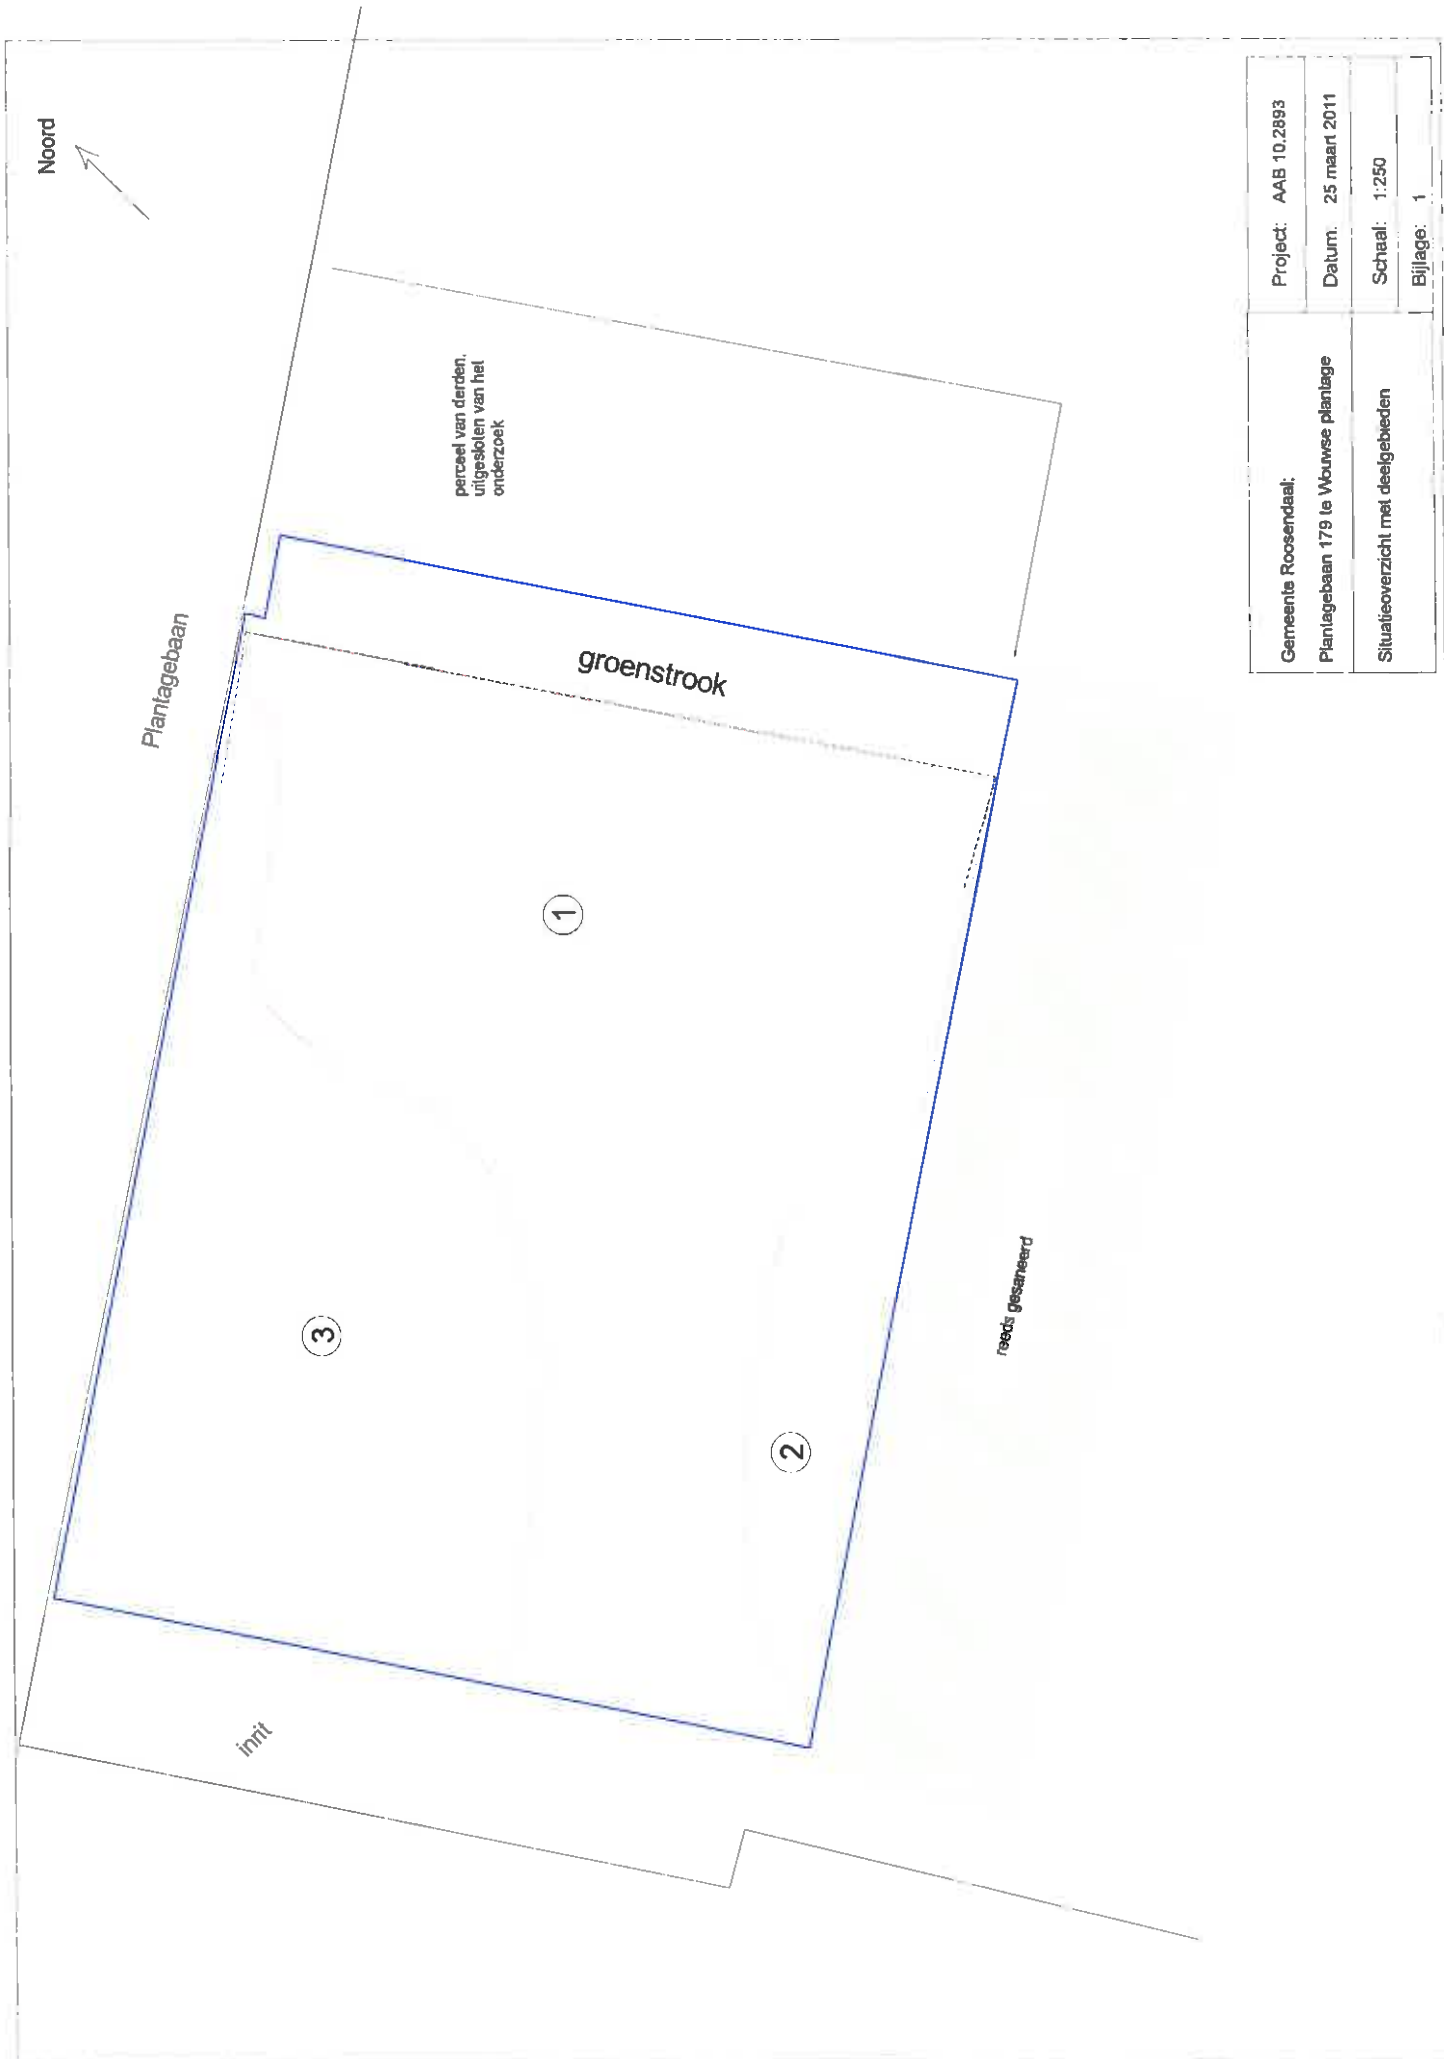 Noord
Plantagebaan
perceel van derden,
uitgesloten van het
onderzoek
groenstrook
1
3
2
reeds gesaneerd
inrit
Gemeente Roosendaal:
Plantagebaan 179 te Wouwse plantage
Situatieoverzicht met deelgebieden
Project: AAB 10.2893
Datum: 25 maart 2011
Schaal: 1:250
Bijlage: 1